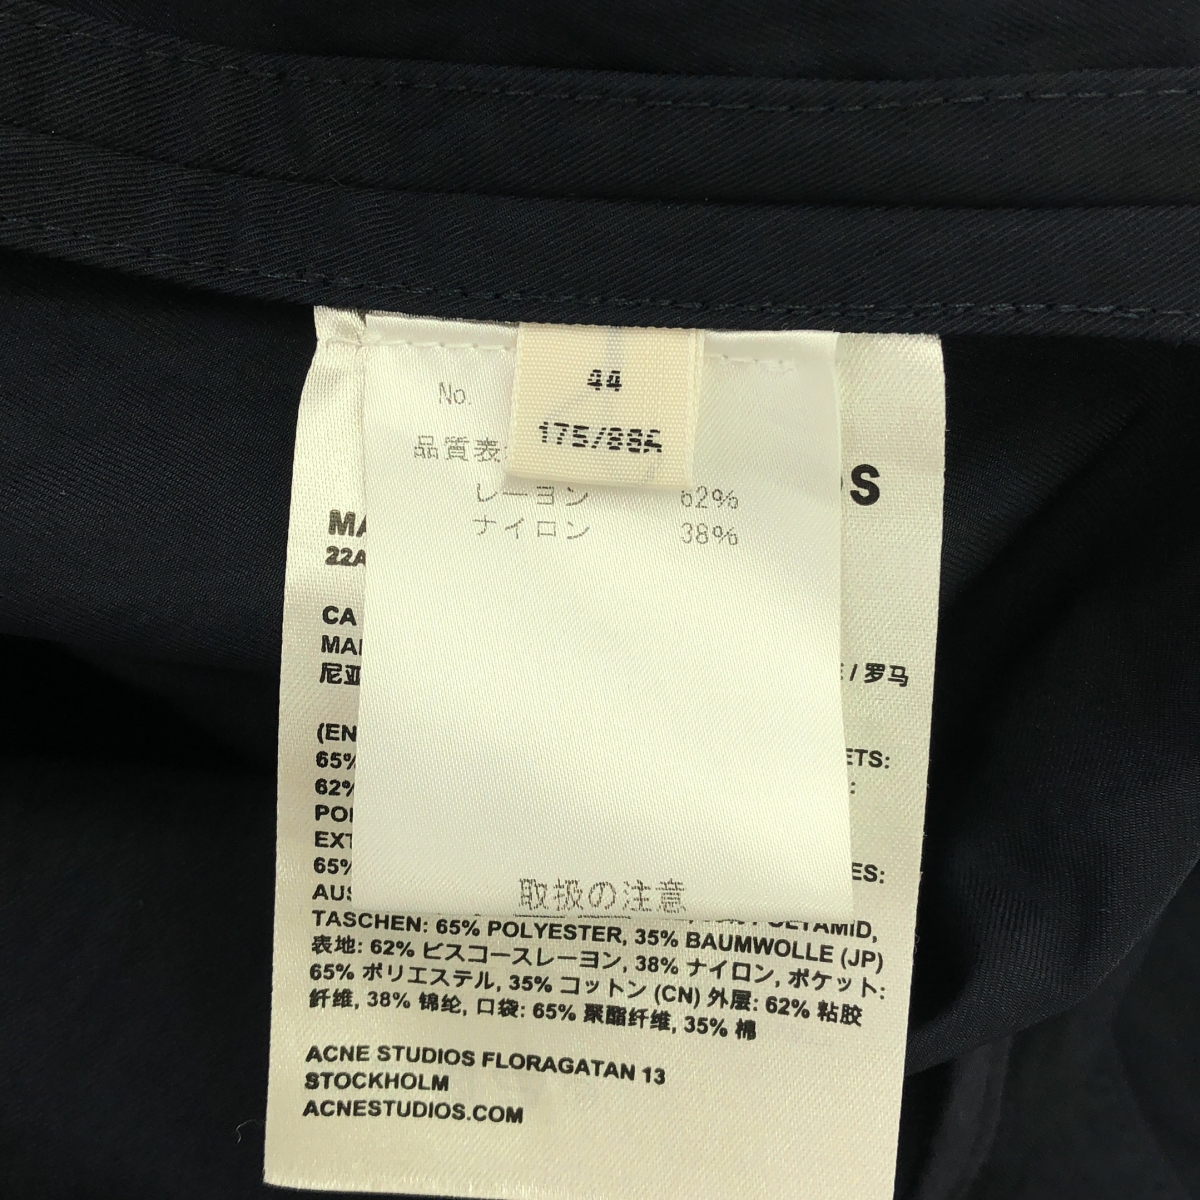 44
175/88A
No.
品質表
レーヨン 62%
ナイロン 38%
取扱の注意
OS
MA
22A
CA
MA
尼亚 / 罗马
(EN
65% ETS:
62% :
PO
EXT
65% ES:
AUS POLYAMID,
TASCHEN: 65% POLYESTER, 35% BAUMWOLLE (JP)
表地: 62% ビスコースレーヨン, 38% ナイロン, ポケット:
65% ポリエステル, 35% コットン (CN) 外层: 62% 粘胶
纤维, 38% 锦纶, 口袋: 65% 聚酯纤维, 35% 棉
ACNE STUDIOS FLORAGATAN 13
STOCKHOLM
ACNESTUDIOS.COM